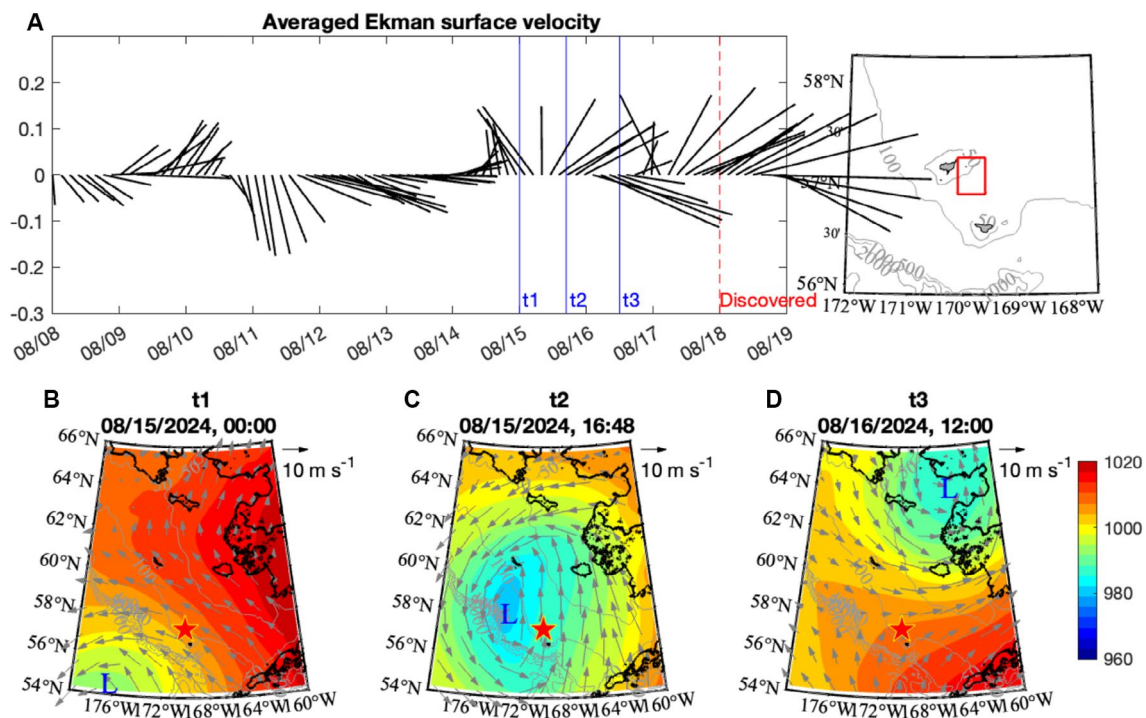 A
Averaged Ekman surface velocity
0.2
0.1
0
-0.1
-0.2
-0.3
t1
t2
t3
Discovered
08/08
08/09
08/10
08/11
08/12
08/13
08/14
08/15
08/16
08/17
08/18
08/19
58°N
30'
57°N
30'
56°N
100
50
1000
172°W
171°W
170°W
169°W
168°W
B
t1
08/15/2024, 00:00
10 m s⁻¹
66°N
64°N
62°N
60°N
58°N
56°N
54°N
L
176°W
172°W
168°W
164°W
160°W
C
t2
08/15/2024, 16:48
10 m s⁻¹
66°N
64°N
62°N
60°N
58°N
56°N
54°N
L
176°W
172°W
168°W
164°W
160°W
D
t3
08/16/2024, 12:00
10 m s⁻¹
66°N
64°N
62°N
60°N
58°N
56°N
54°N
L
176°W
172°W
168°W
164°W
160°W
1020
1000
980
960